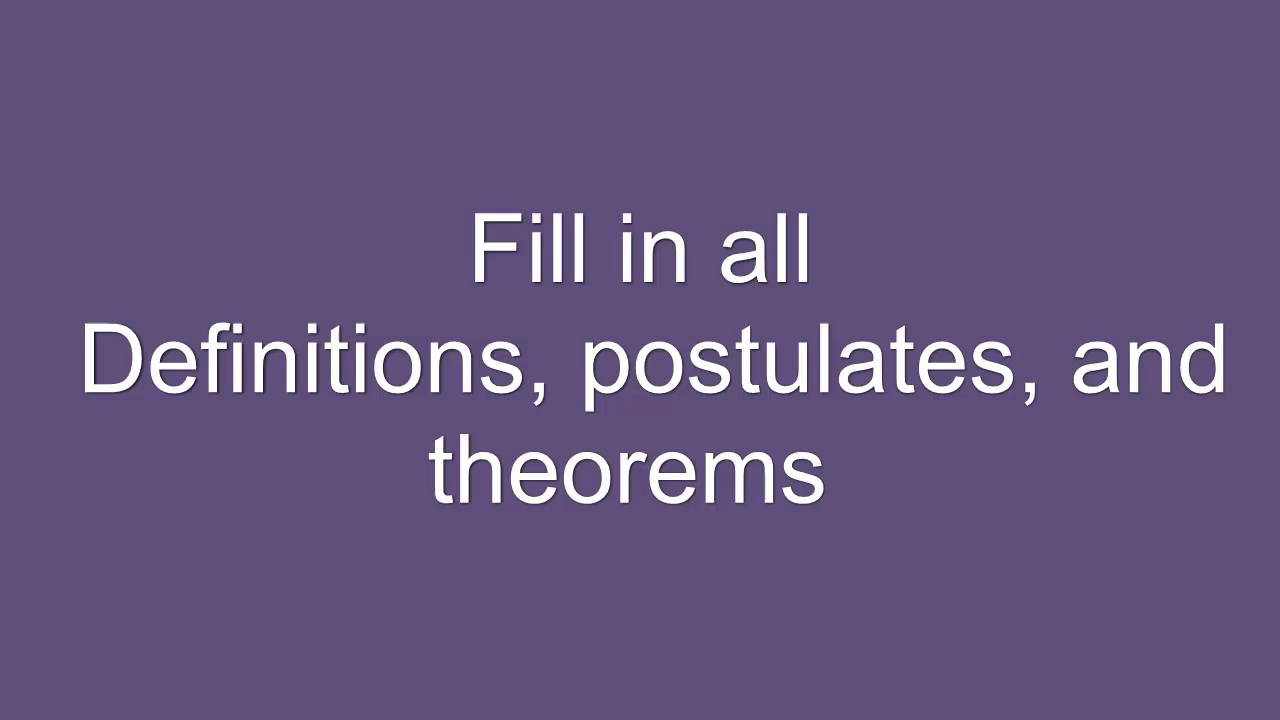 Fill in all
Definitions, postulates, and
theorems